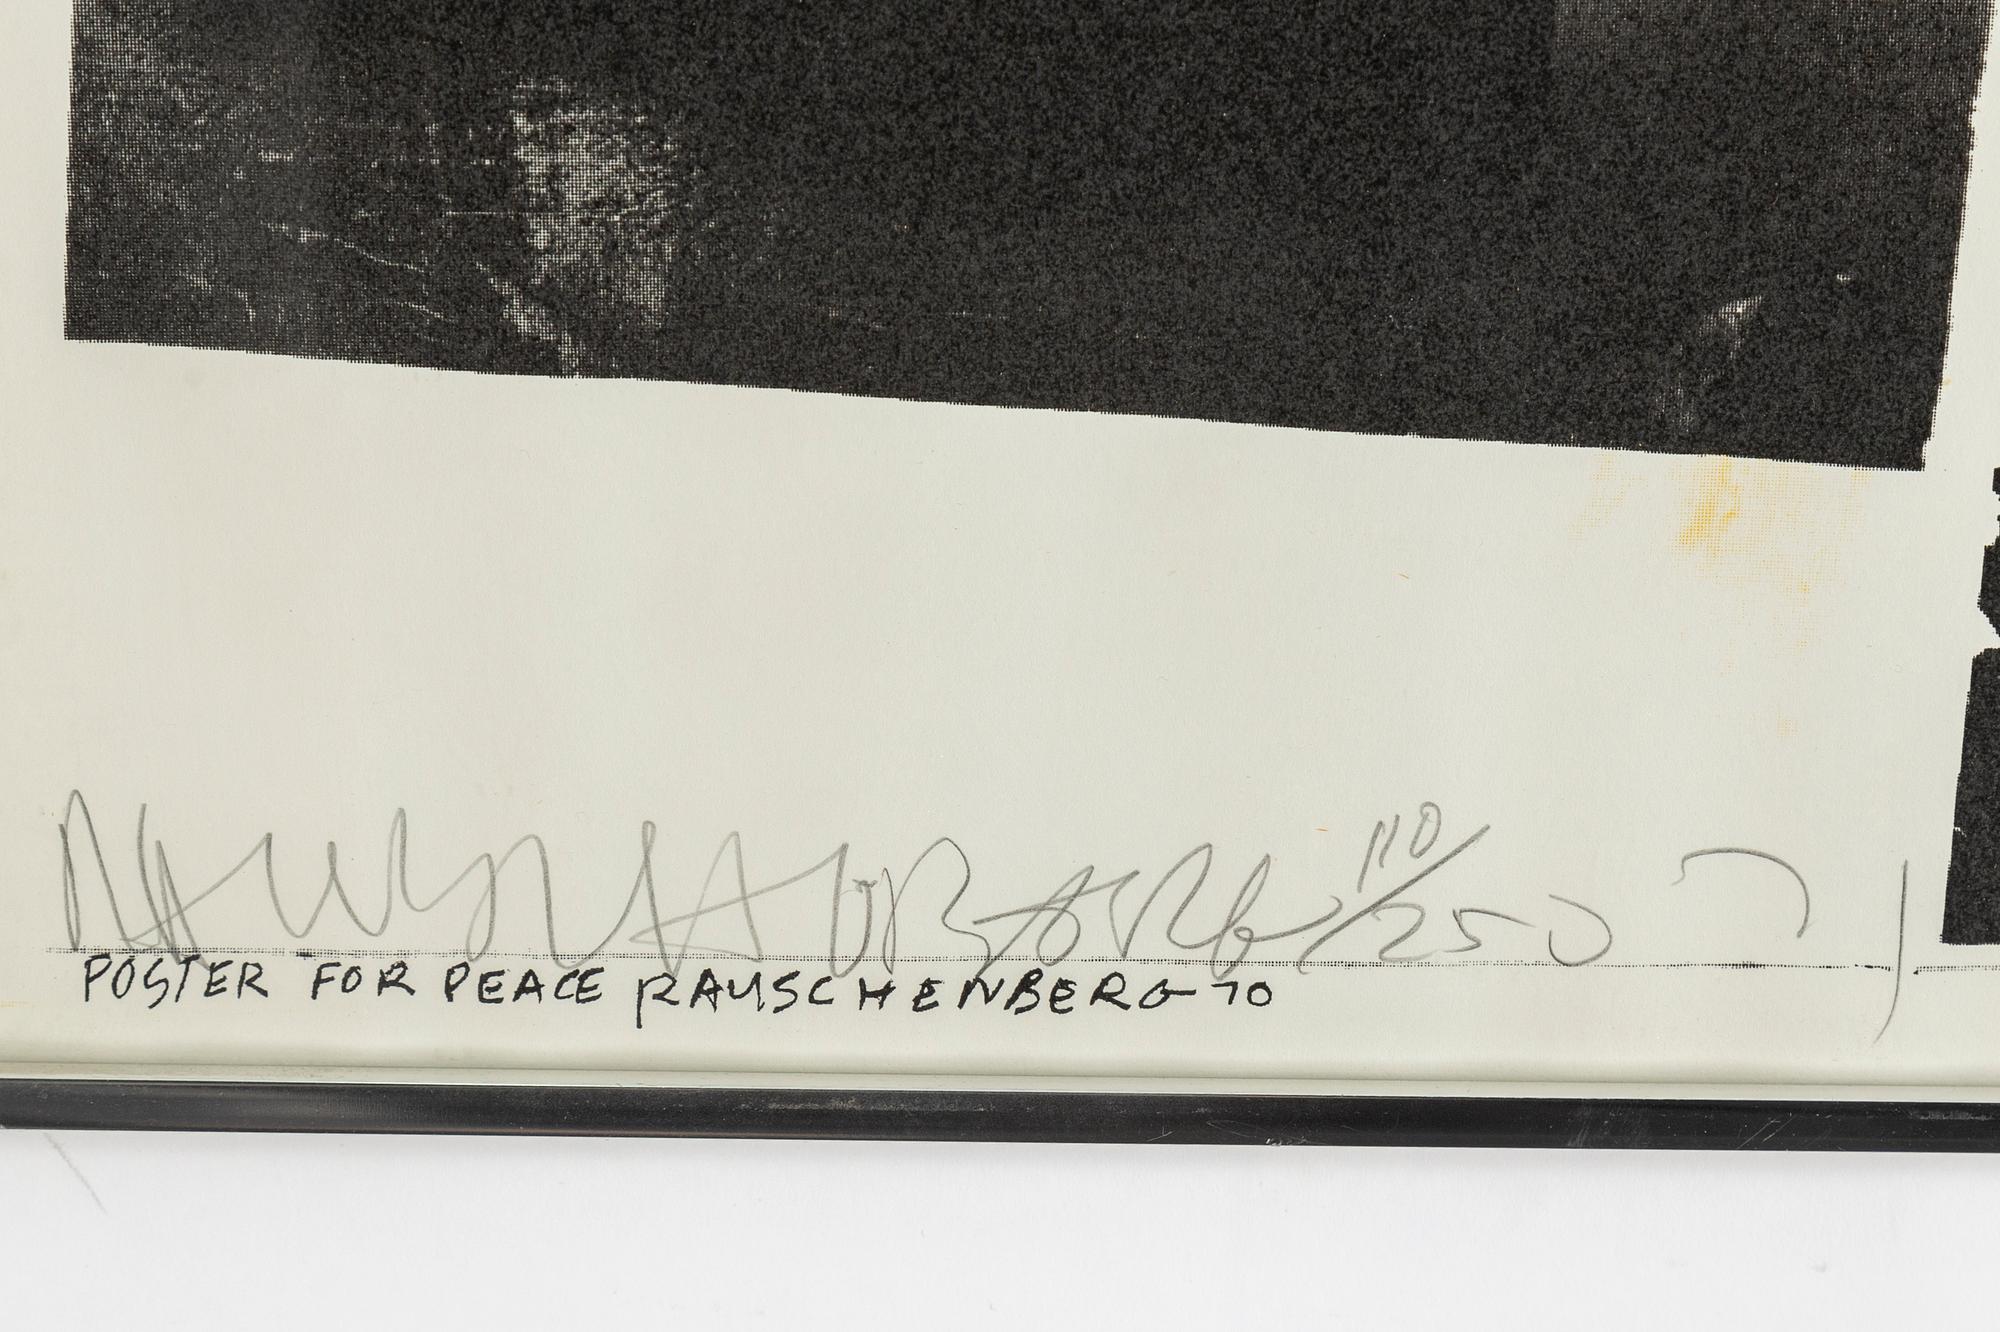 110/250
POSTER FOR PEACE RAUSCHENBERG 70